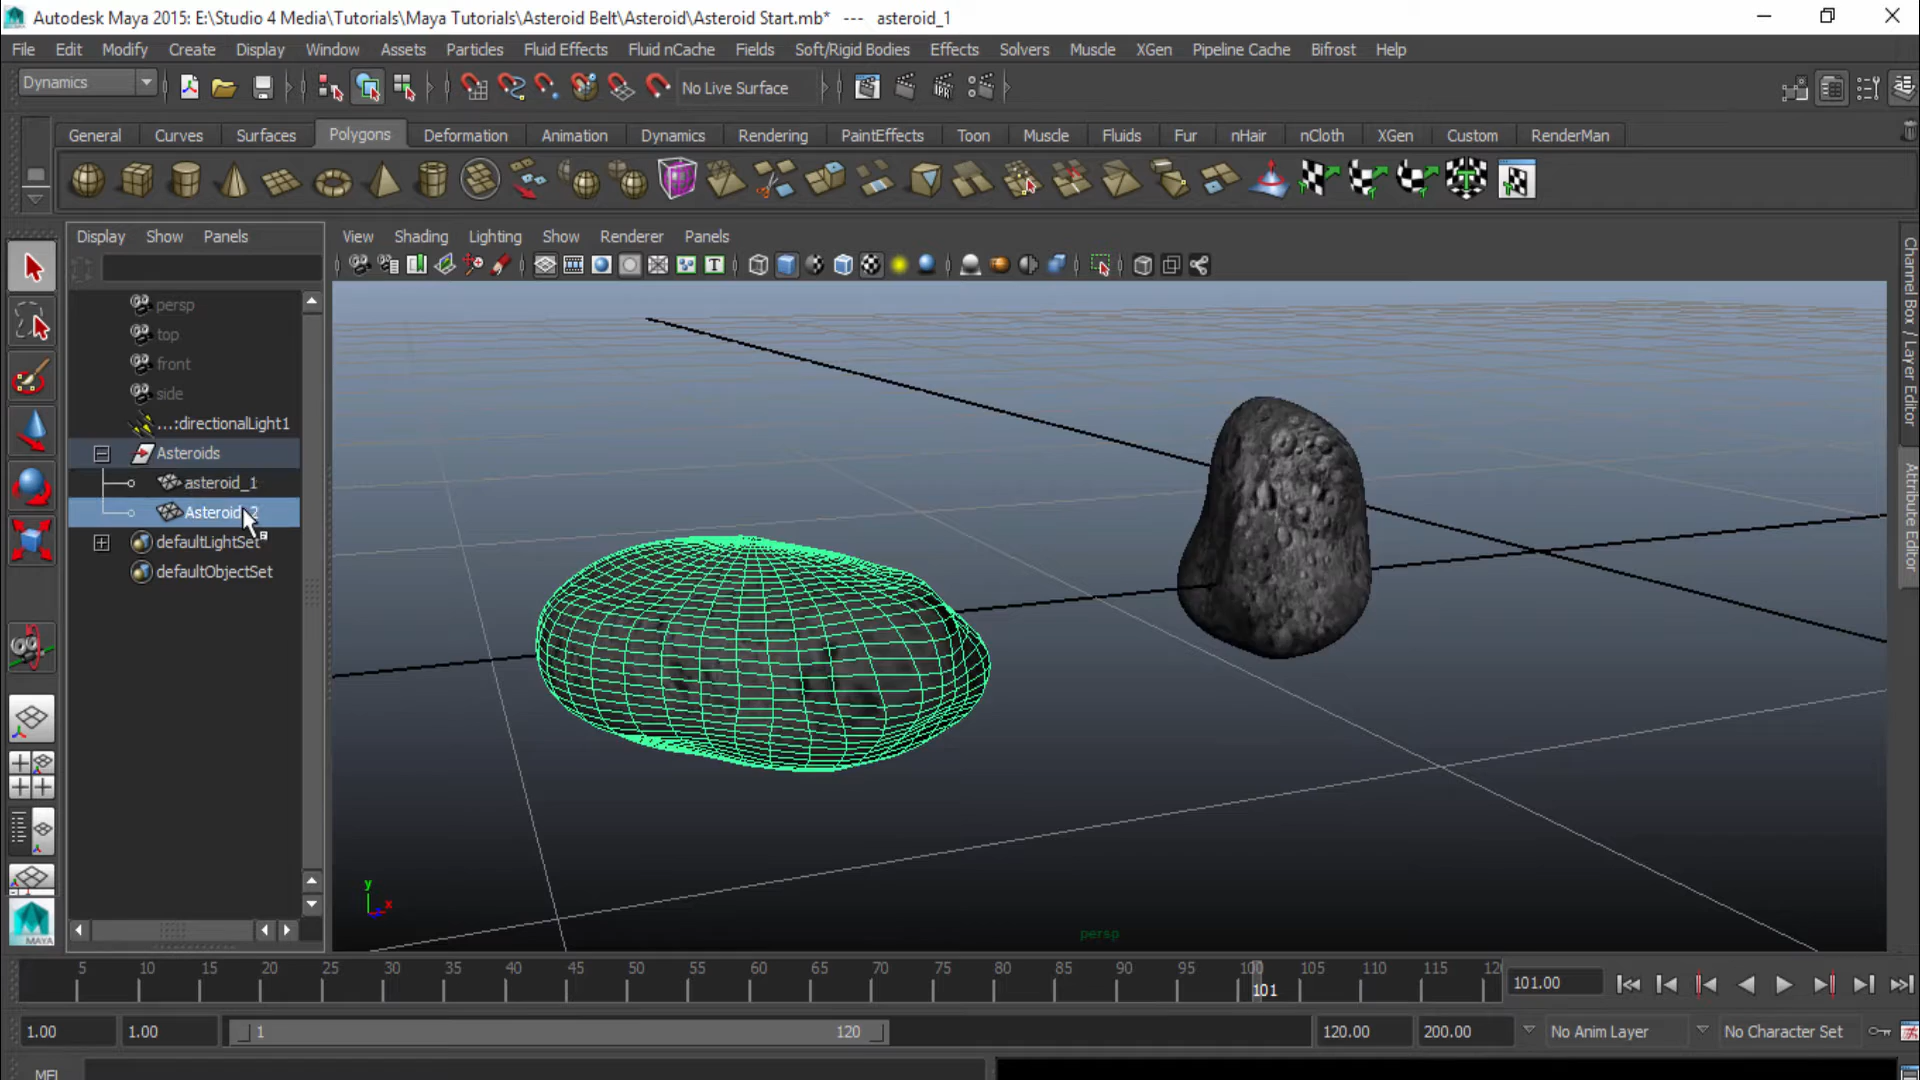 Autodesk Maya 2015: E:\Studio 4 Media\Tutorials\Maya Tutorials\Asteroid Belt\Asteroid\Asteroid Start.mb* --- asteroid_1
File Edit Modify Create Display Window Assets Particles Fluid Effects Fluid nCache Fields Soft/Rigid Bodies Effects Solvers Muscle XGen Pipeline Cache Bifrost Help
Dynamics No Live Surface
IPR
General Curves Surfaces Polygons Deformation Animation Dynamics Rendering PaintEffects Toon Muscle Fluids Fur nHair nCloth XGen Custom RenderMan
Display Show Panels
View Shading Lighting Show Renderer Panels
persp
top
front
side
...:directionalLight1
Asteroids
asteroid_1
defaultLightSet
defaultObjectSet
Channel Box / Layer Editor
Attribute Editor
y
x
persp
MAYA
5 10 15 20 25 30 35 40 45 50 55 60 65 70 75 80 85 90 95 100 105 110 115 12
101
101.00
1.00 1.00 1 120 120.00 200.00 No Anim Layer No Character Set
MEL